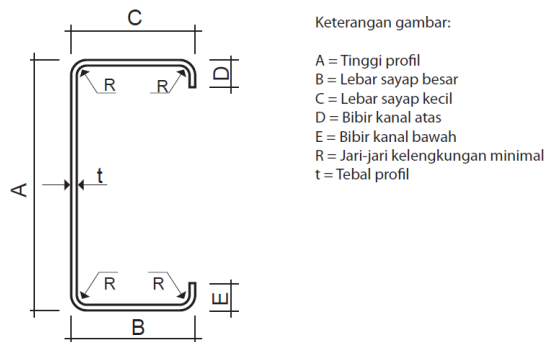 C
D
R
R
A
t
R
R
E
B
Keterangan gambar:
A = Tinggi profil
B = Lebar sayap besar
C = Lebar sayap kecil
D = Bibir kanal atas
E = Bibir kanal bawah
R = Jari-jari kelengkungan minimal
t = Tebal profil